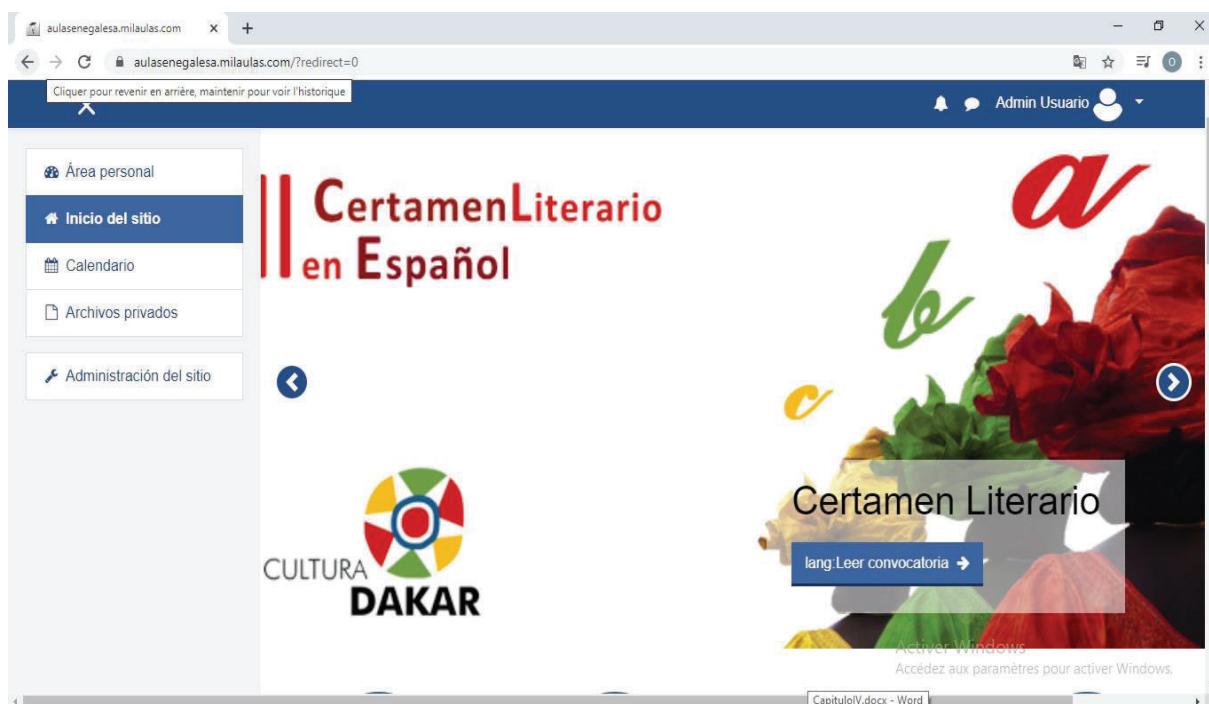 aulasenegalesa.milaulas.com
aulasenegalesa.milaulas.com/?redirect=0
O
Cliquer pour revenir en arrière, maintenir pour voir l'historique
Admin Usuario
Área personal
Inicio del sitio
Calendario
Archivos privados
Administración del sitio
II CertamenLiterario
en Español
a
b
c
CULTURA
DAKAR
Certamen Literario
lang:Leer convocatoria
Activer Windows
Accédez aux paramètres pour activer Windows.
CapituloIV.docx - Word